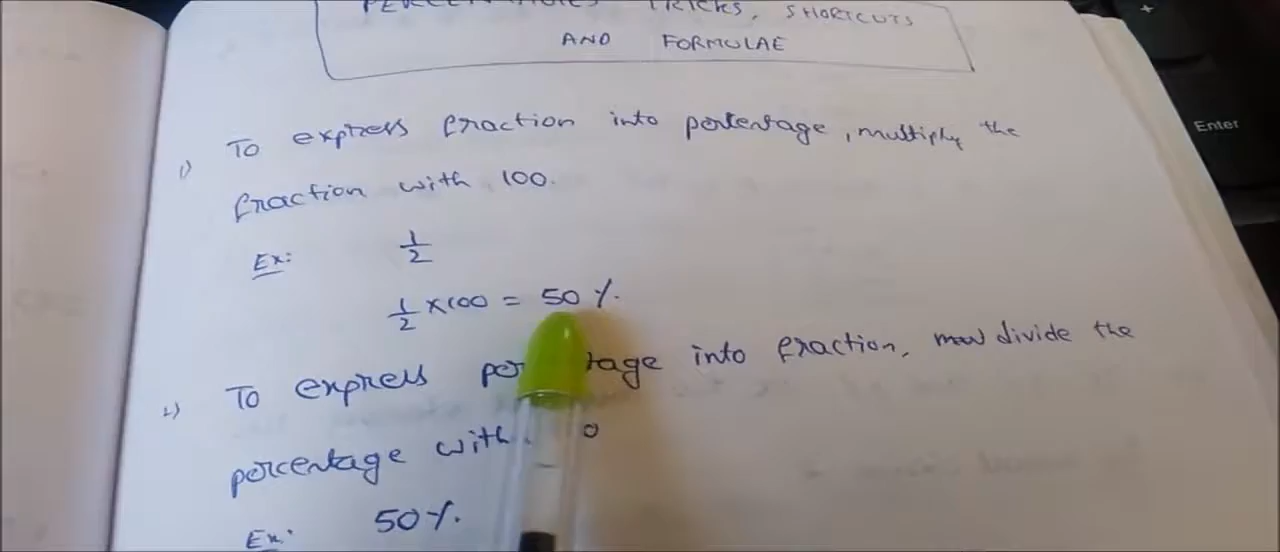 TRICKS, SHORTCUTS
AND FORMULAE
1) To express fraction into percentage, multiply the
fraction with 100.
Ex: 1/2
1/2 × 100 = 50 %.
2) To express into fraction, divide the
percentage with
Ex: 50%.
Enter